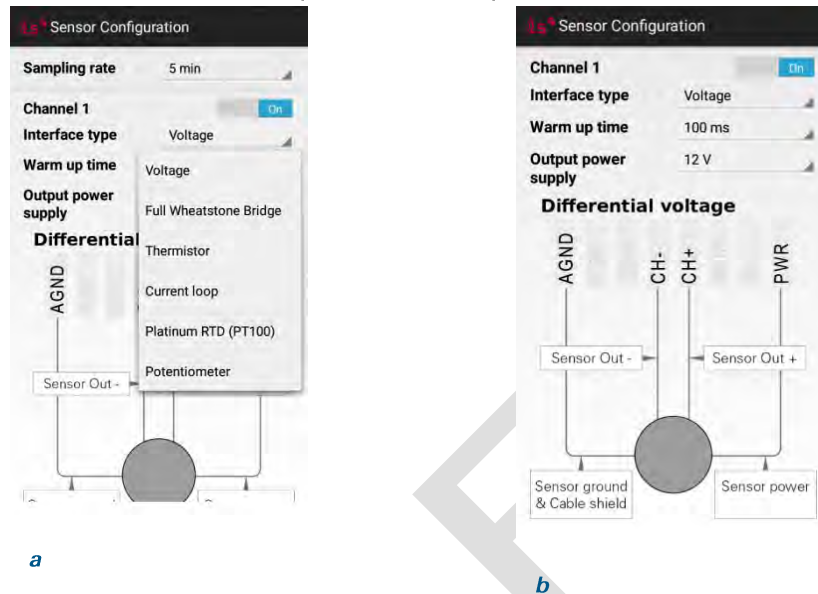 Sensor Configuration
Sampling rate 5 min
Channel 1 On
Interface type Voltage
Warm up time
Output power
supply
Voltage
Full Wheatstone Bridge
Thermistor
Current loop
Platinum RTD (PT100)
Potentiometer
Differential
AGND
Sensor Out -
a
Sensor Configuration
Channel 1 On
Interface type Voltage
Warm up time 100 ms
Output power 12 V
supply
Differential voltage
AGND
CH-
CH+
PWR
Sensor Out -
Sensor Out +
Sensor ground
& Cable shield
Sensor power
b